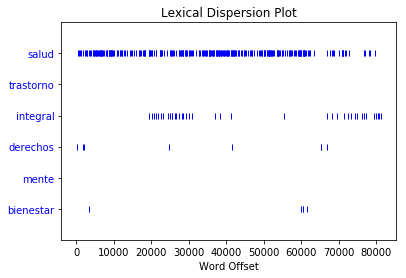 Lexical Dispersion Plot
salud
trastorno
integral
derechos
mente
bienestar
0 10000 20000 30000 40000 50000 60000 70000 80000
Word Offset